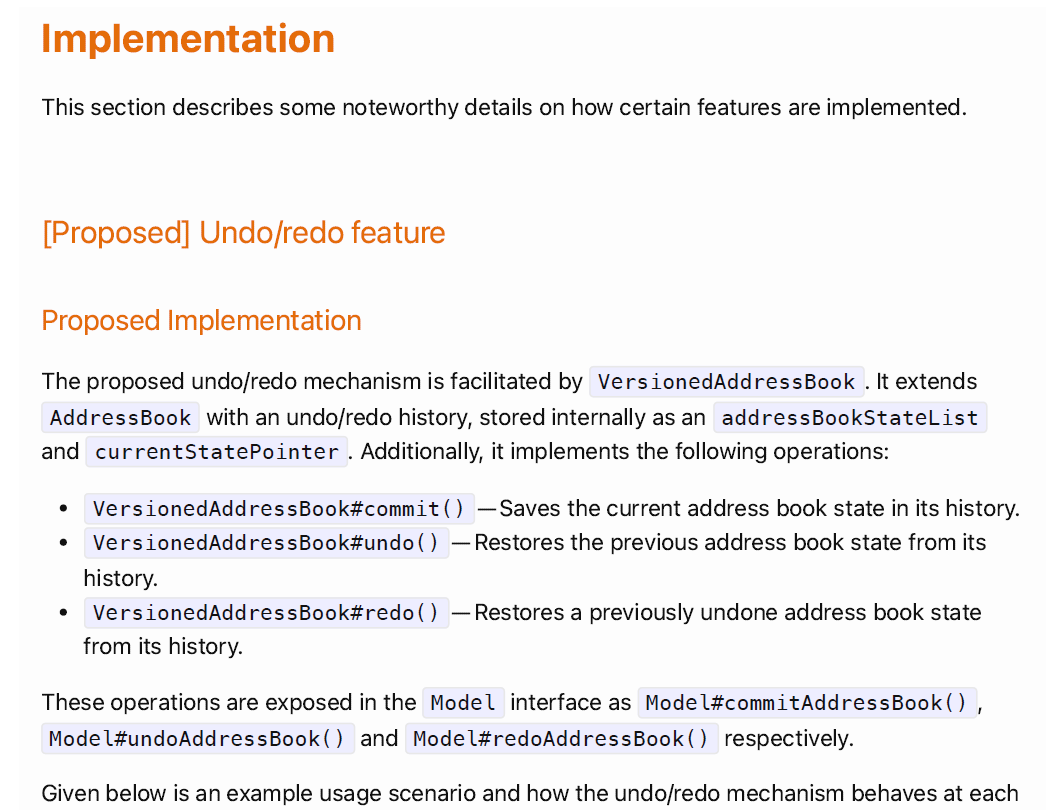 Implementation
This section describes some noteworthy details on how certain features are implemented.
[Proposed] Undo/redo feature
Proposed Implementation
The proposed undo/redo mechanism is facilitated by VersionedAddressBook. It extends
AddressBook with an undo/redo history, stored internally as an addressBookStateList
and currentStatePointer. Additionally, it implements the following operations:
• VersionedAddressBook#commit() — Saves the current address book state in its history.
• VersionedAddressBook#undo() — Restores the previous address book state from its
history.
• VersionedAddressBook#redo() — Restores a previously undone address book state
from its history.
These operations are exposed in the Model interface as Model#commitAddressBook(),
Model#undoAddressBook() and Model#redoAddressBook() respectively.
Given below is an example usage scenario and how the undo/redo mechanism behaves at each